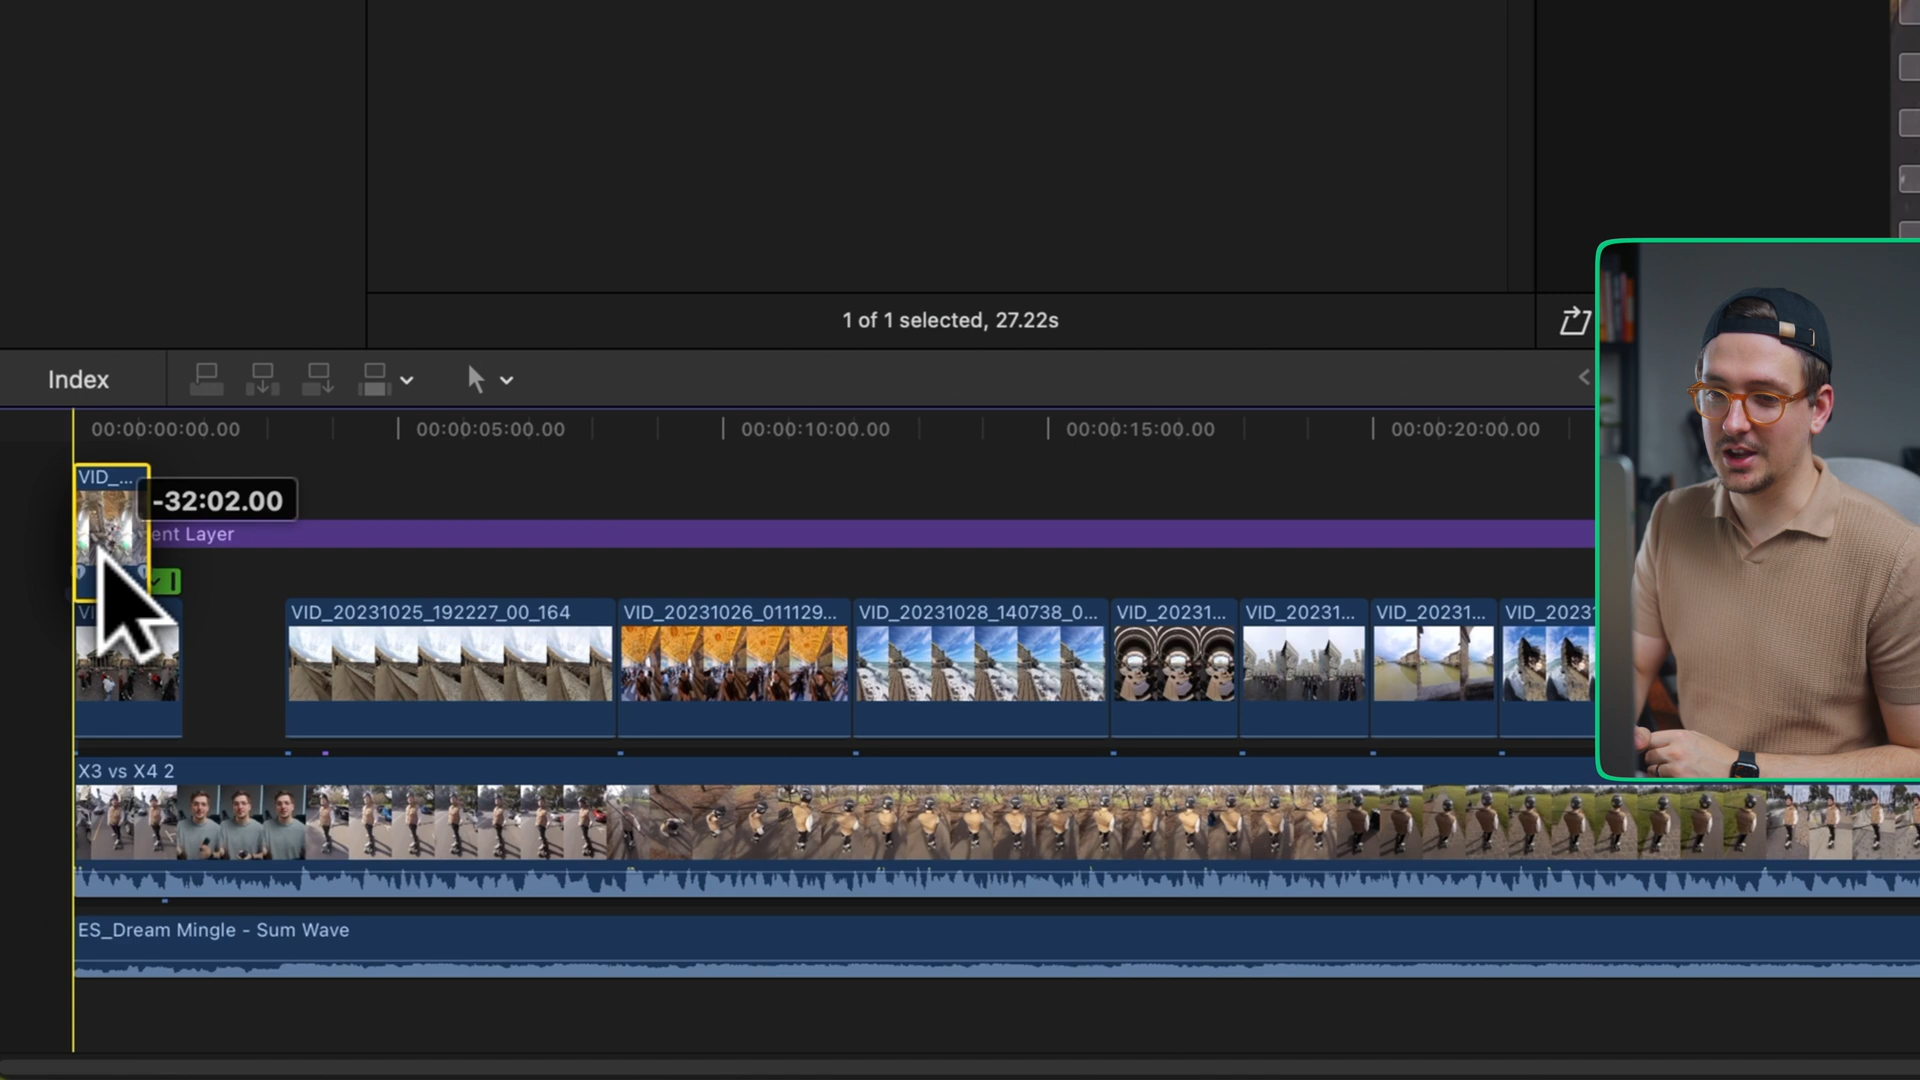 1 of 1 selected, 27.22s
Index
00:00:00:00.00
00:00:05:00.00
00:00:10:00.00
00:00:15:00.00
00:00:20:00.00
VID_...
-32:02.00
ent Layer
VID_20231025_192227_00_164
VID_20231026_011129...
VID_20231028_140738_0...
VID_20231...
VID_20231...
VID_20231...
VID_2023
X3 vs X4 2
ES_Dream Mingle - Sum Wave